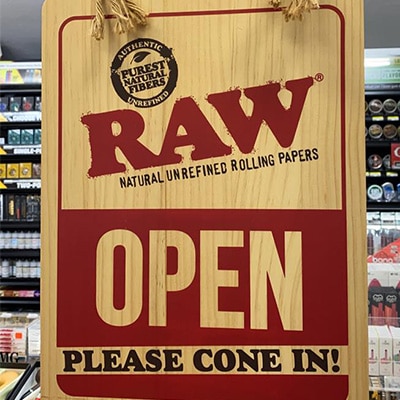 AUTHENTIC
PUREST
NATURAL
FIBERS
UNREFINED
RAW®
NATURAL UNREFINED ROLLING PAPERS
OPEN
PLEASE CONE IN!